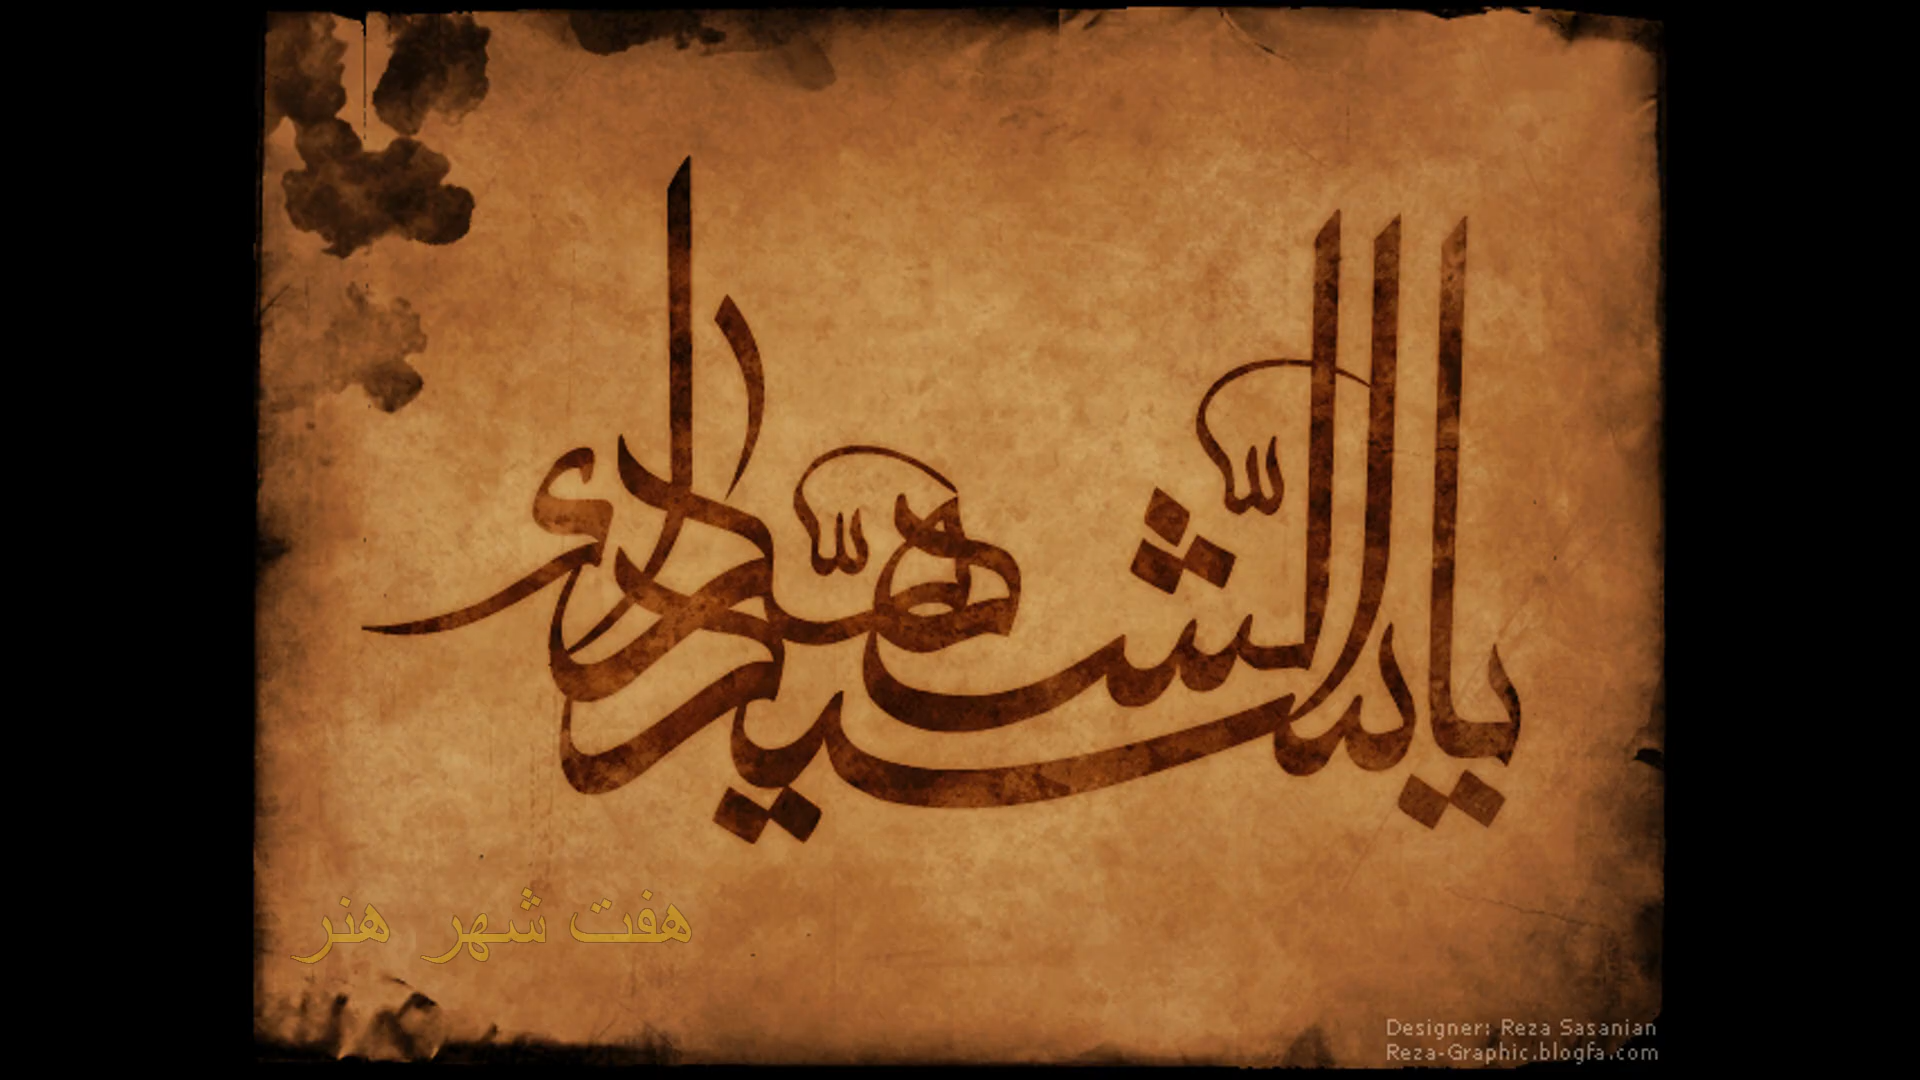 یا سید الشهداء
هفت شهر هنر
Designer: Reza Sasanian
Reza-Graphic.blogfa.com